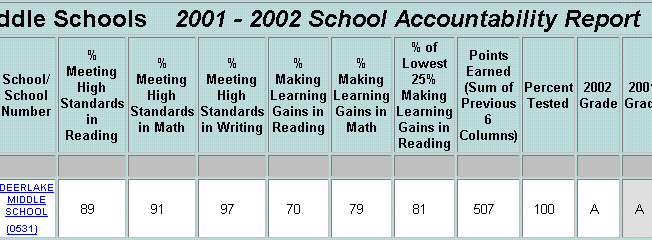 ddle Schools 2001 - 2002 School Accountability Report
School/
School
Number
%
Meeting
High
Standards
in
Reading
%
Meeting
High
Standards
in Math
%
Meeting
High
Standards
in Writing
%
Making
Learning
Gains in
Reading
%
Making
Learning
Gains in
Math
% of
Lowest
25%
Making
Learning
Gains in
Reading
Points
Earned
(Sum of
Previous
6
Columns)
Percent
Tested
2002
Grade
2001
Grad
DEERLAKE
MIDDLE
SCHOOL
(0531)
89
91
97
70
79
81
507
100
A
A